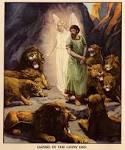 DANIEL IN THE LIONS' DEN